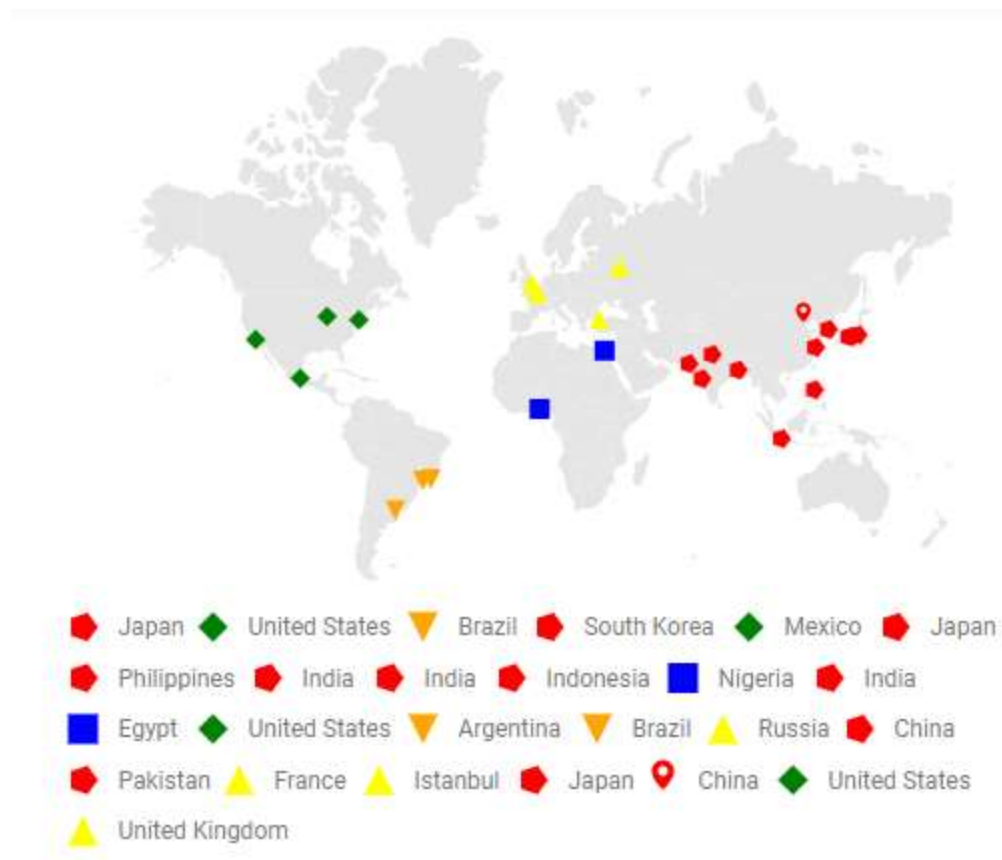 Japan United States Brazil South Korea Mexico Japan
Philippines India India Indonesia Nigeria India
Egypt United States Argentina Brazil Russia China
Pakistan France Istanbul Japan China United States
United Kingdom